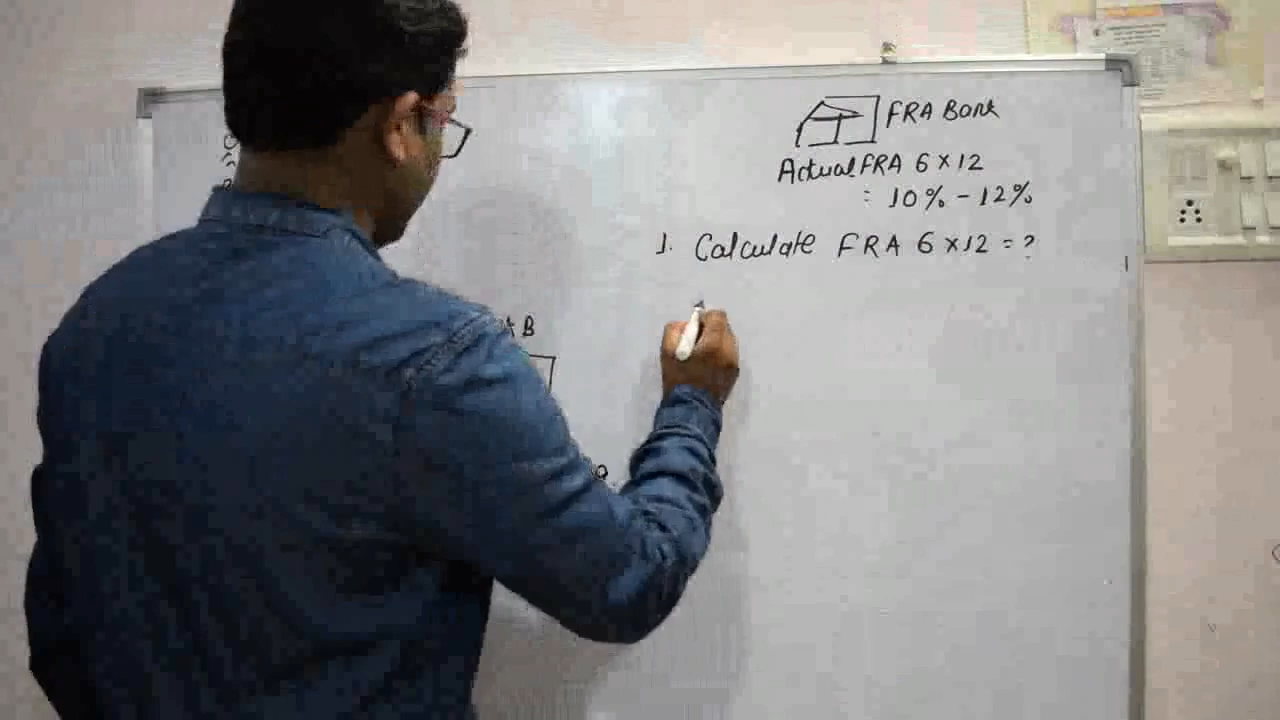 FRA Bank
Actual FRA 6 × 12
= 10% - 12%
1. Calculate FRA 6 × 12 = ?
B